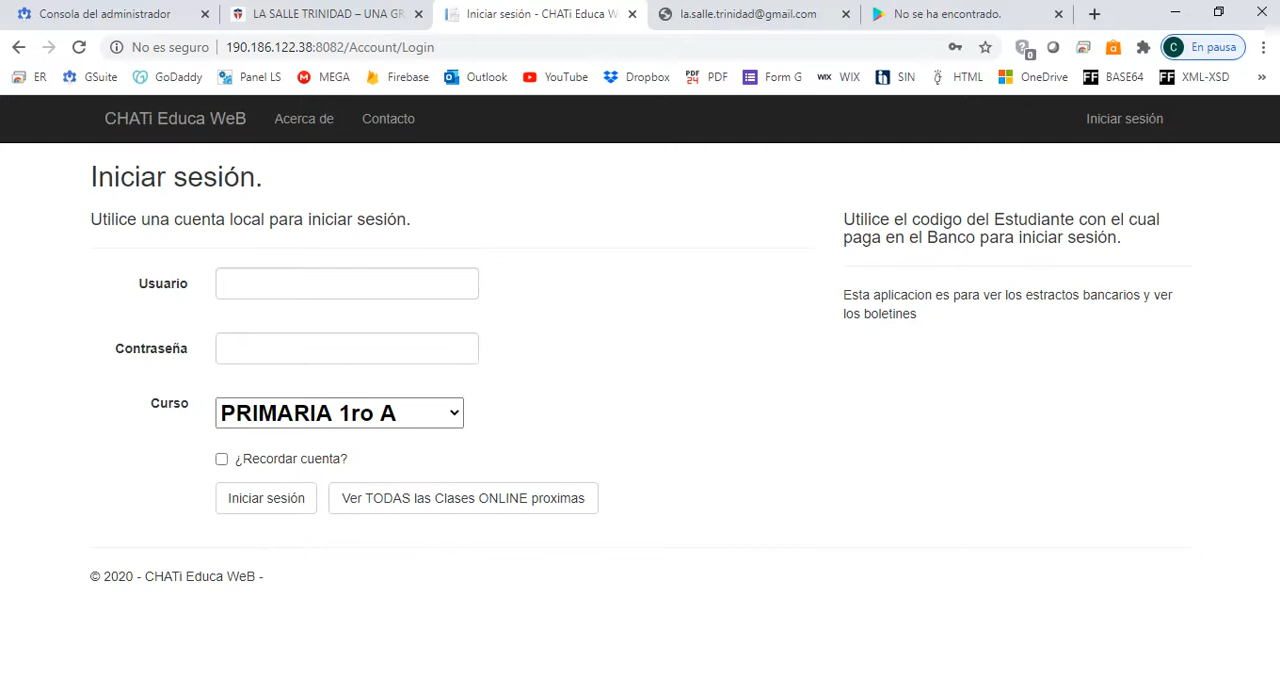 Consola del administrador
LA SALLE TRINIDAD – UNA GR
Iniciar sesión - CHATi Educa W
la.salle.trinidad@gmail.com
No se ha encontrado.
No es seguro
190.186.122.38:8082/Account/Login
0
C
En pausa
ER
GSuite
GoDaddy
Panel LS
MEGA
Firebase
Outlook
YouTube
Dropbox
PDF
24
PDF
Form G
WIX
WIX
SIN
HTML
OneDrive
FF
BASE64
FF
XML-XSD
»
CHATi Educa WeB
Acerca de
Contacto
Iniciar sesión
Iniciar sesión.
Utilice una cuenta local para iniciar sesión.
Usuario
Contraseña
Curso
PRIMARIA 1ro A
¿Recordar cuenta?
Iniciar sesión
Ver TODAS las Clases ONLINE proximas
Utilice el codigo del Estudiante con el cual
paga en el Banco para iniciar sesión.
Esta aplicacion es para ver los estractos bancarios y ver
los boletines
© 2020 - CHATi Educa WeB -